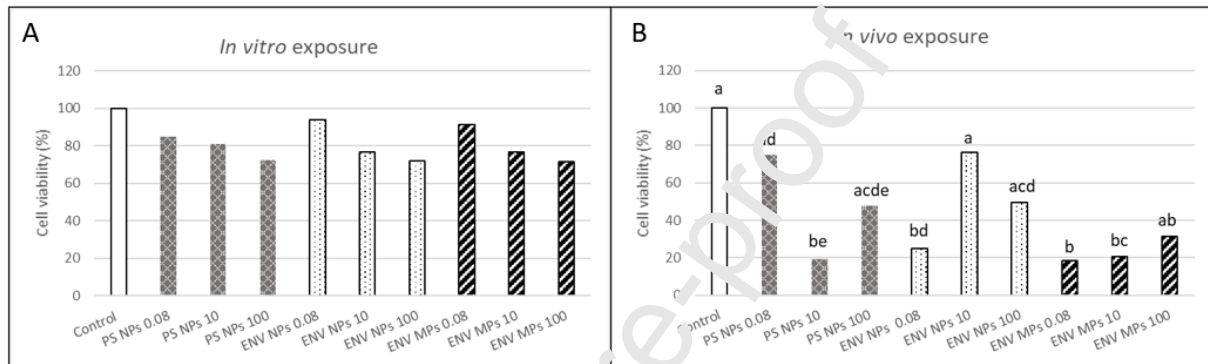 A
In vitro exposure
120
100
80
60
40
20
0
Cell viability (%)
Control
PS NPs 0.08
PS NPs 10
PS NPs 100
ENV NPs 0.08
ENV NPs 10
ENV NPs 100
ENV MPs 0.08
ENV MPs 10
ENV MPs 100
B
vivo exposure
120
100
80
60
40
20
0
Cell viability (%)
a
be
acde
bd
a
acd
b
bc
ab
Control
PS NPs 0.08
PS NPs 10
PS NPs 100
ENV NPs 0.08
ENV NPs 10
ENV NPs 100
ENV MPs 0.08
ENV MPs 10
ENV MPs 100
re-proof